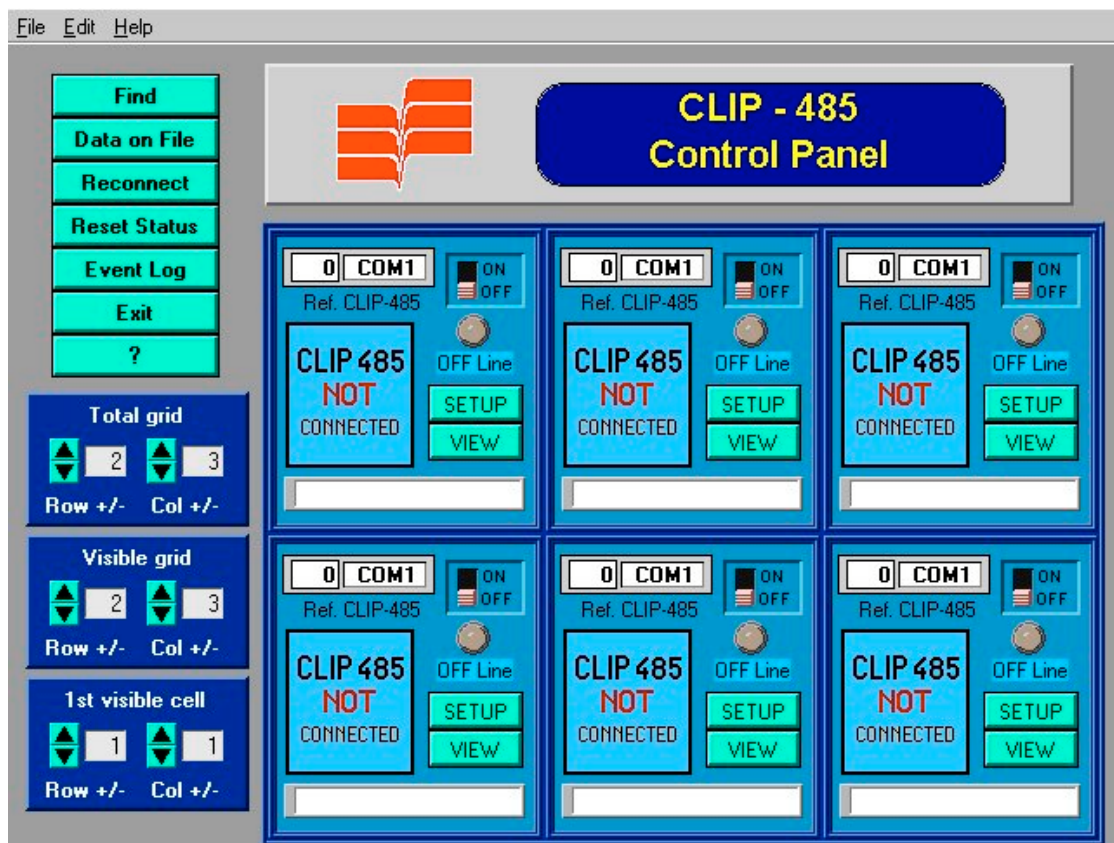 File Edit Help
CLIP - 485
Control Panel
Find
Data on File
Reconnect
Reset Status
Event Log
Exit
?
Total grid
2 3
Row +/- Col +/-
Visible grid
2 3
Row +/- Col +/-
1st visible cell
1 1
Row +/- Col +/-
0 COM1
ON
OFF
Ref. CLIP-485
OFF Line
CLIP 485
NOT
CONNECTED
SETUP
VIEW
0 COM1
ON
OFF
Ref. CLIP-485
OFF Line
CLIP 485
NOT
CONNECTED
SETUP
VIEW
0 COM1
ON
OFF
Ref. CLIP-485
OFF Line
CLIP 485
NOT
CONNECTED
SETUP
VIEW
0 COM1
ON
OFF
Ref. CLIP-485
OFF Line
CLIP 485
NOT
CONNECTED
SETUP
VIEW
0 COM1
ON
OFF
Ref. CLIP-485
OFF Line
CLIP 485
NOT
CONNECTED
SETUP
VIEW
0 COM1
ON
OFF
Ref. CLIP-485
OFF Line
CLIP 485
NOT
CONNECTED
SETUP
VIEW